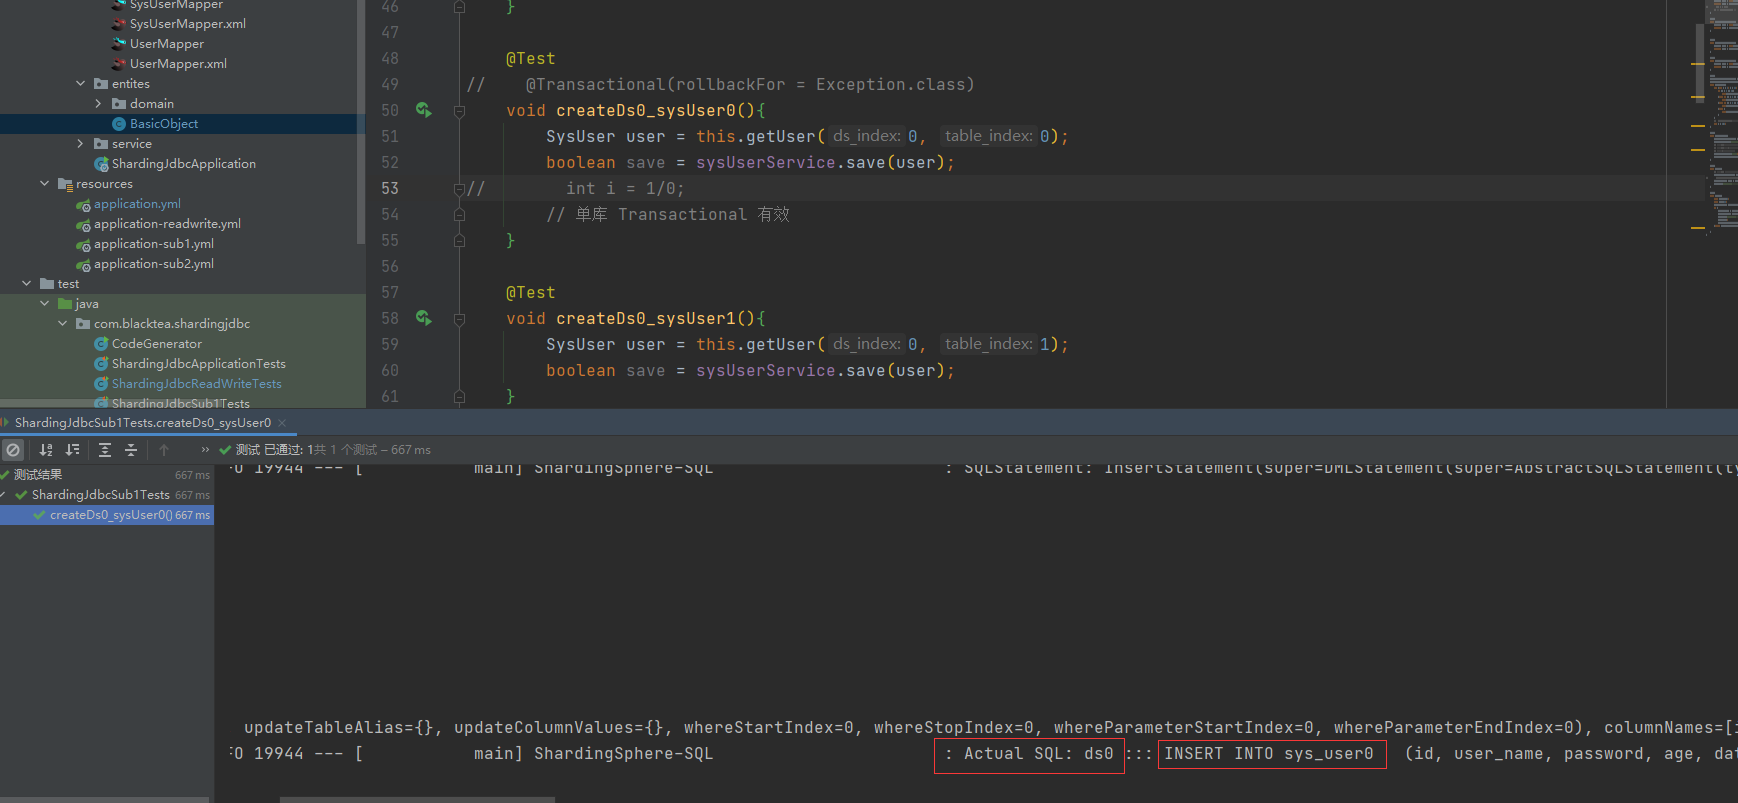 SysUserMapper
SysUserMapper.xml
UserMapper
UserMapper.xml
entites
domain
BasicObject
service
ShardingJdbcApplication
resources
application.yml
application-readwrite.yml
application-sub1.yml
application-sub2.yml
test
java
com.blacktea.shardingjdbc
CodeGenerator
ShardingJdbcApplicationTests
ShardingJdbcReadWriteTests
ShardingJdbcSub1Tests
46 }
47
48 @Test
49 // @Transactional(rollbackFor = Exception.class)
50 void createDs0_sysUser0(){
51 SysUser user = this.getUser( ds_index: 0, table_index: 0);
52 boolean save = sysUserService.save(user);
53 // int i = 1/0;
54 // 单库 Transactional 有效
55 }
56
57 @Test
58 void createDs0_sysUser1(){
59 SysUser user = this.getUser( ds_index: 0, table_index: 1);
60 boolean save = sysUserService.save(user);
61 }
ShardingJdbcSub1Tests.createDs0_sysUser0 ×
» 测试 已通过: 1共 1 个测试 – 667 ms
测试结果 667 ms
ShardingJdbcSub1Tests 667 ms
createDs0_sysUser0() 667 ms
FO 19944 --- [ main] ShardingSphere-SQL : SQLStatement: InsertStatement(super=DMLStatement(super=AbstractSQLStatement(ty
updateTableAlias={}, updateColumnValues={}, whereStartIndex=0, whereStopIndex=0, whereParameterStartIndex=0, whereParameterEndIndex=0), columnNames=[i
FO 19944 --- [ main] ShardingSphere-SQL : Actual SQL: ds0 ::: INSERT INTO sys_user0 (id, user_name, password, age, dat